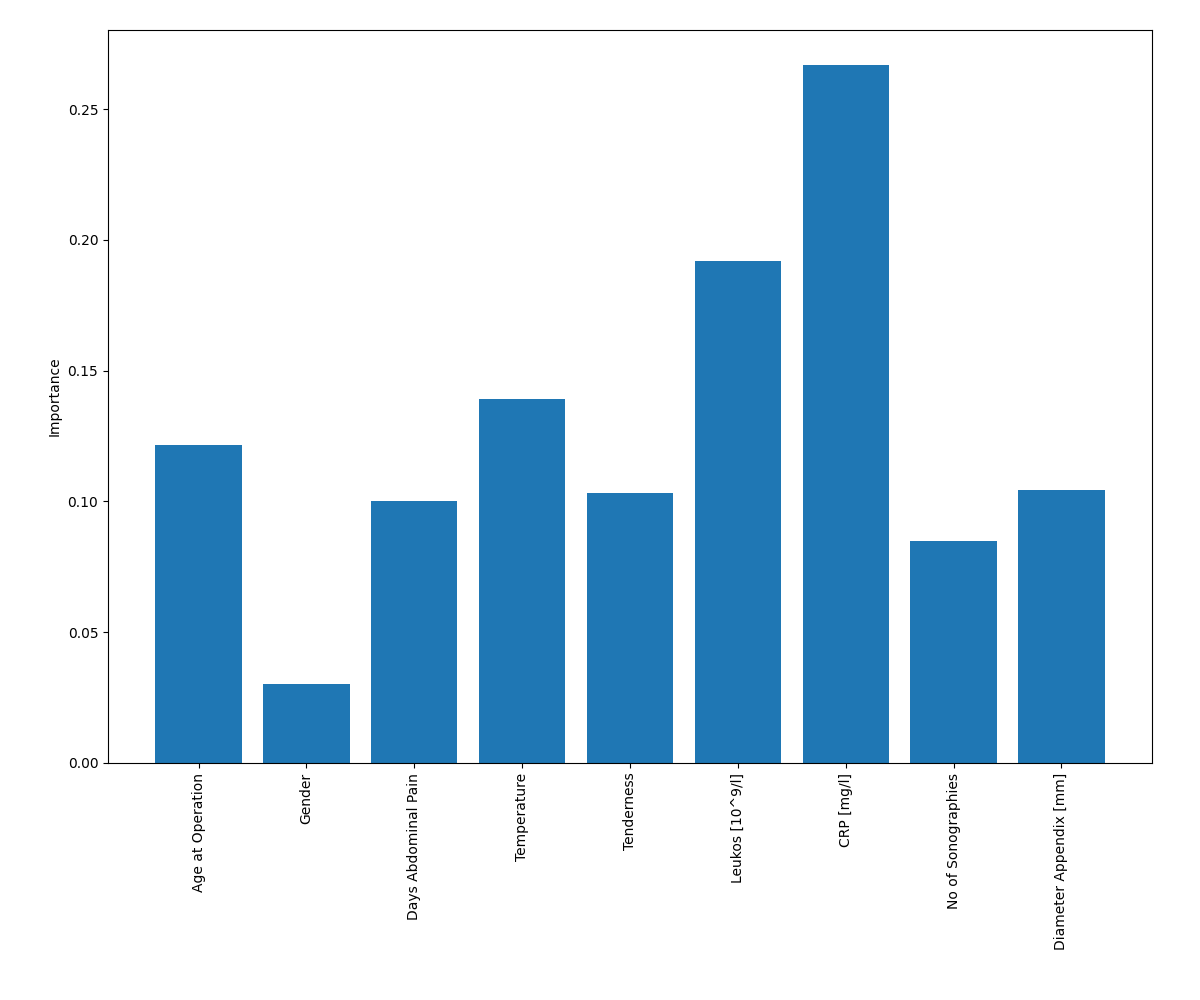 Importance
0.25
0.20
0.15
0.10
0.05
0.00
Age at Operation
Gender
Days Abdominal Pain
Temperature
Tenderness
Leukos [10^9/l]
CRP [mg/l]
No of Sonographies
Diameter Appendix [mm]